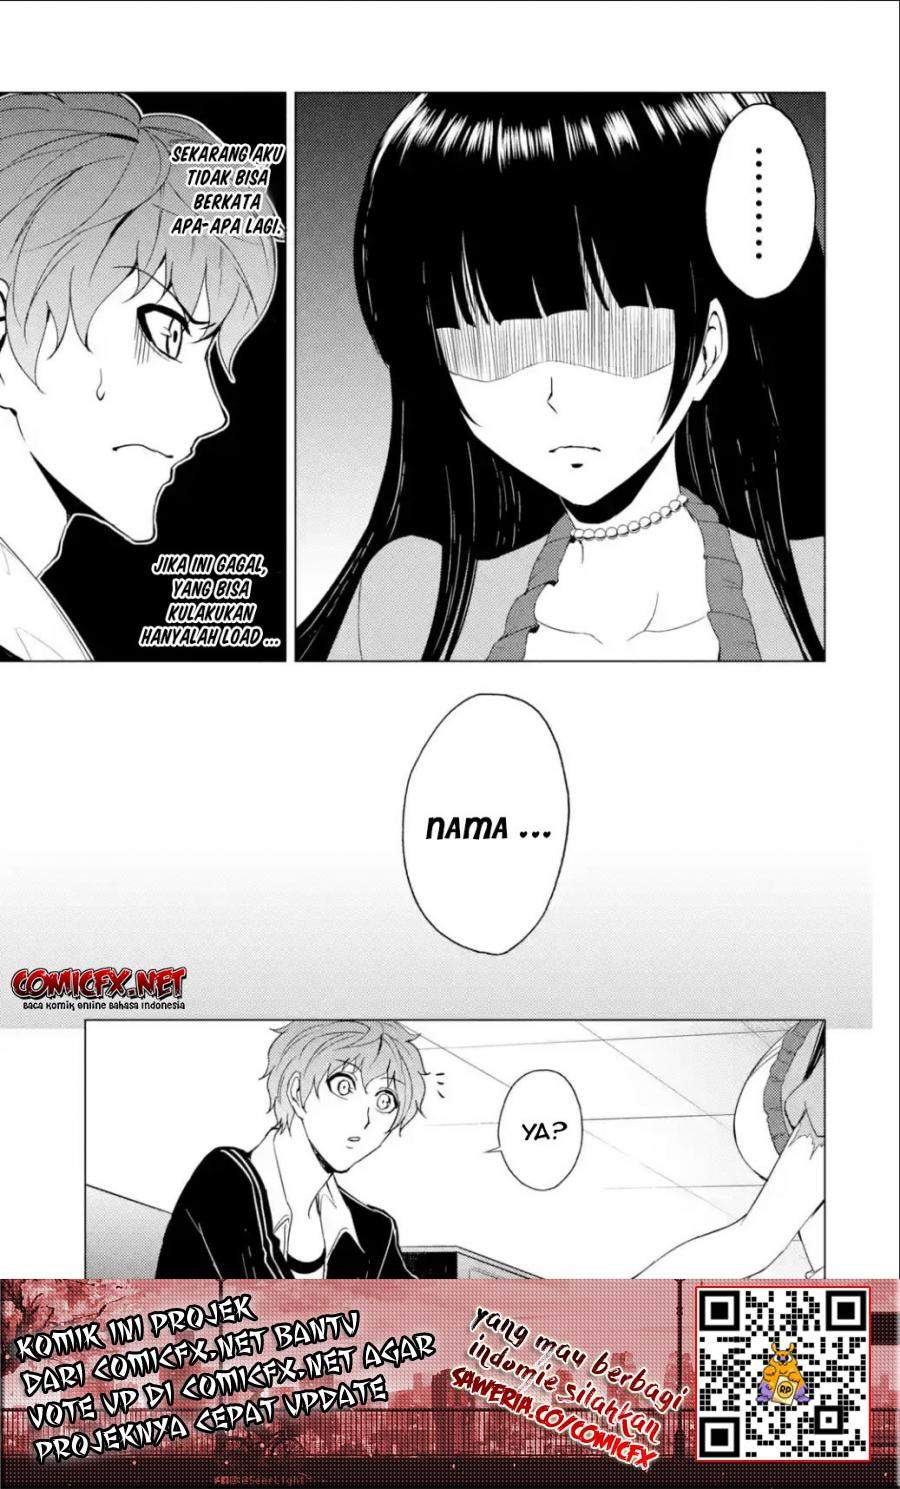 .........
SEKARANG AKU
TIDAK BISA
BERKATA
APA-APA LAGI.
JIKA INI GAGAL,
YANG BISA
KULAKUKAN
HANYALAH LOAD ...
NAMA ...
COMICFX.NET
BACA KOMIK ONLINE BAHASA INDONESIA
YA?
KOMIK INI PROJEK
DARI COMICFX.NET BANTU
VOTE UP DI COMICFX.NET AGAR
PROJEKNYA CEPAT UPDATE
yang mau berbagi
indomie silahkan
SAWERIA.CO/COMICFX
RP
@SeerLight